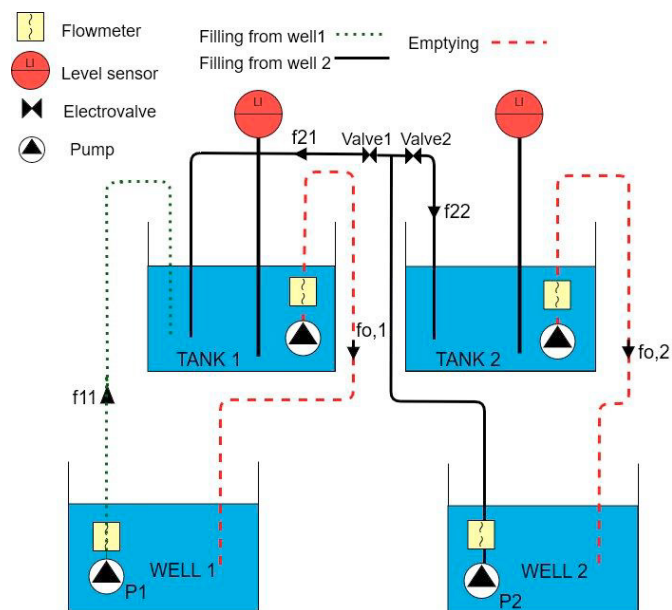 Flowmeter
Filling from well1
Emptying
Level sensor
Filling from well 2
LI
LI
Electrovalve
Pump
f21
Valve1
Valve2
f22
LI
fo,1
TANK 1
TANK 2
fo,2
f11
WELL 1
P1
WELL 2
P2